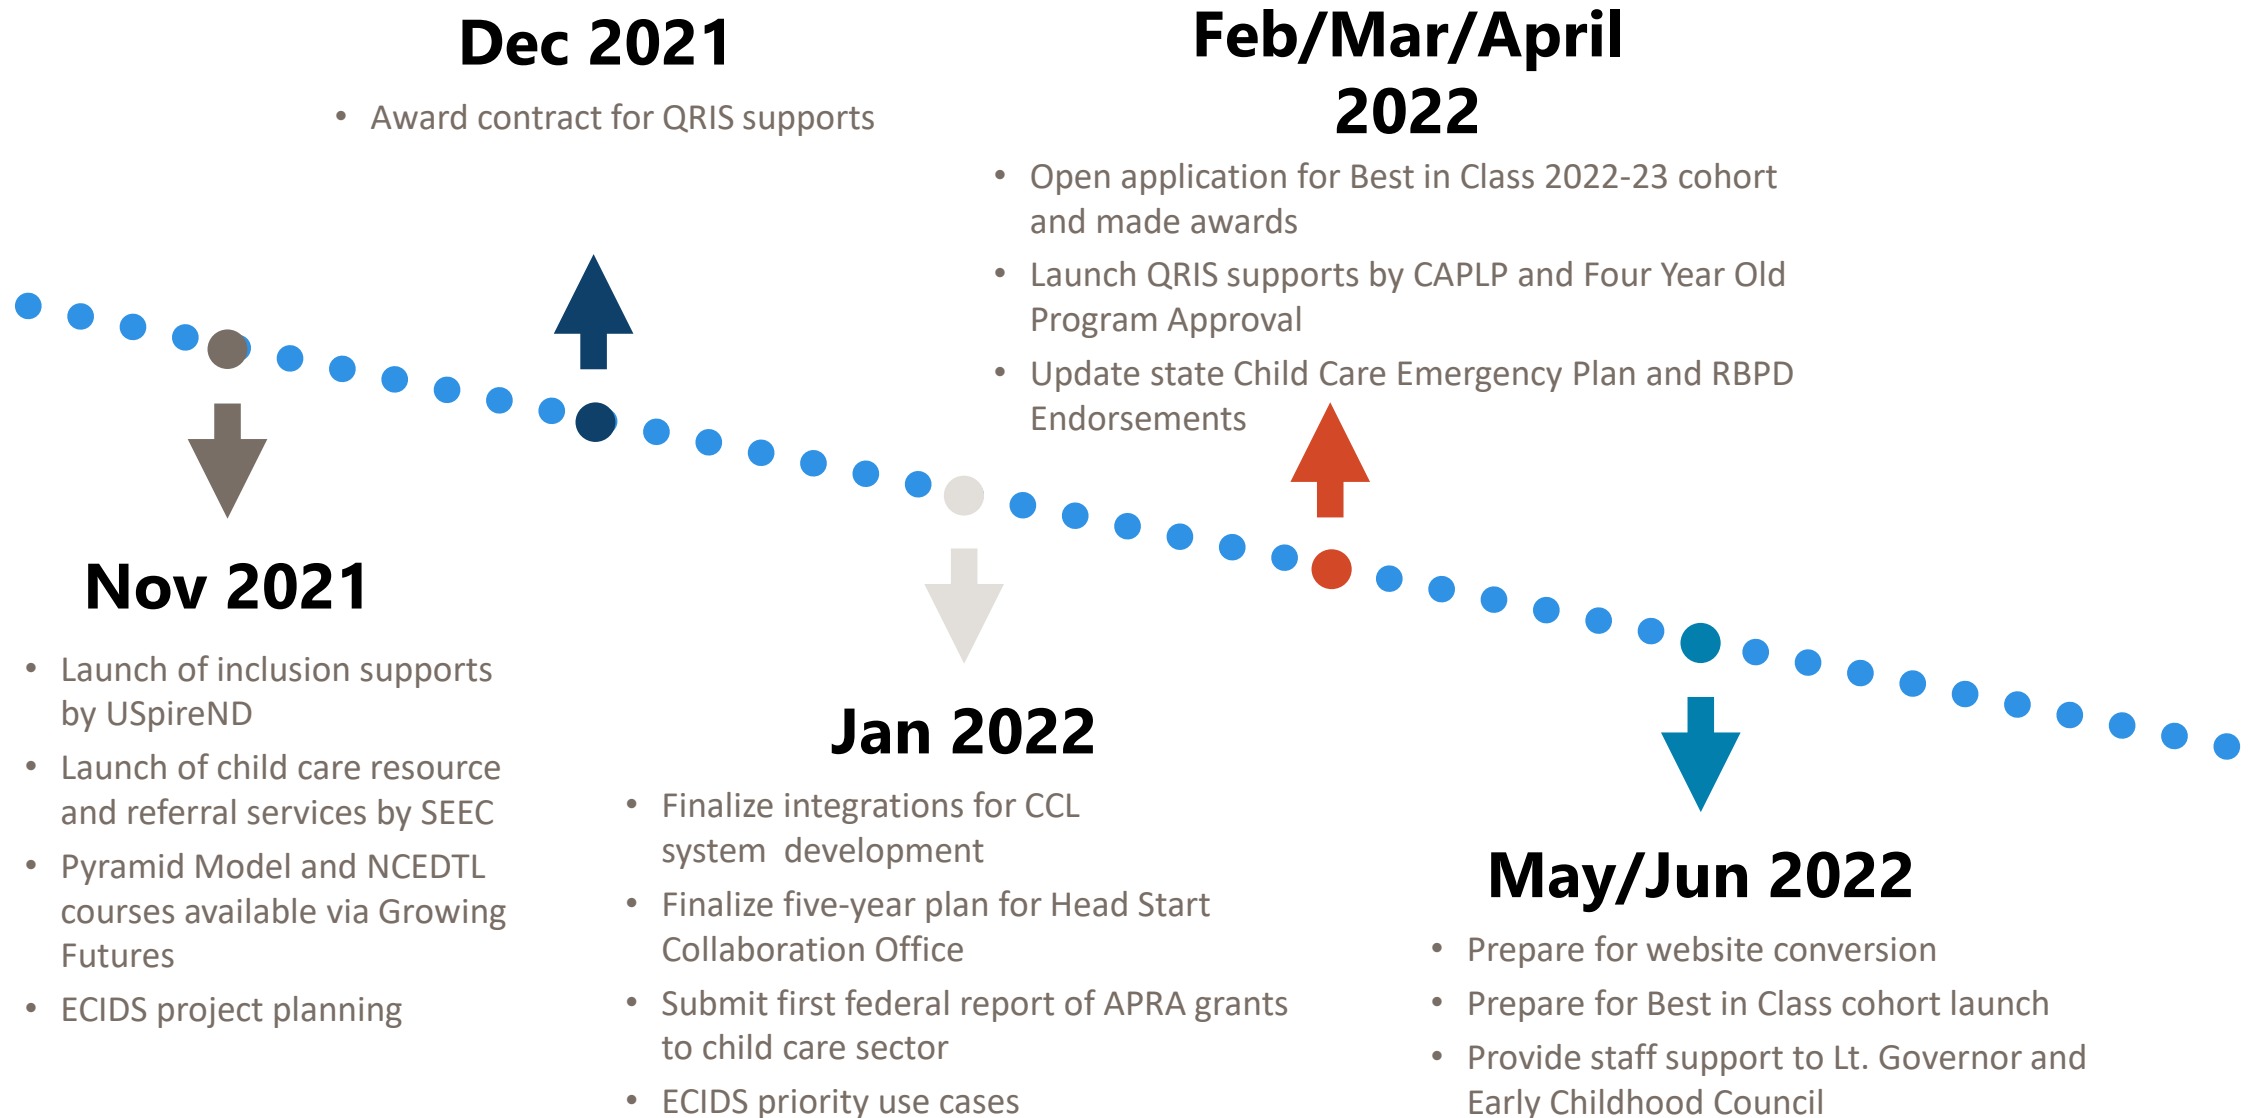 Dec 2021
• Award contract for QRIS supports
Feb/Mar/April
2022
• Open application for Best in Class 2022-23 cohort
and made awards
• Launch QRIS supports by CAPLP and Four Year Old
Program Approval
• Update state Child Care Emergency Plan and RBPD
Endorsements
Nov 2021
• Launch of inclusion supports
by USpireND
• Launch of child care resource
and referral services by SEEC
• Pyramid Model and NCEDTL
courses available via Growing
Futures
• ECIDS project planning
Jan 2022
• Finalize integrations for CCL
system  development
• Finalize five-year plan for Head Start
Collaboration Office
• Submit first federal report of APRA grants
to child care sector
• ECIDS priority use cases
May/Jun 2022
• Prepare for website conversion
• Prepare for Best in Class cohort launch
• Provide staff support to Lt. Governor and
Early Childhood Council